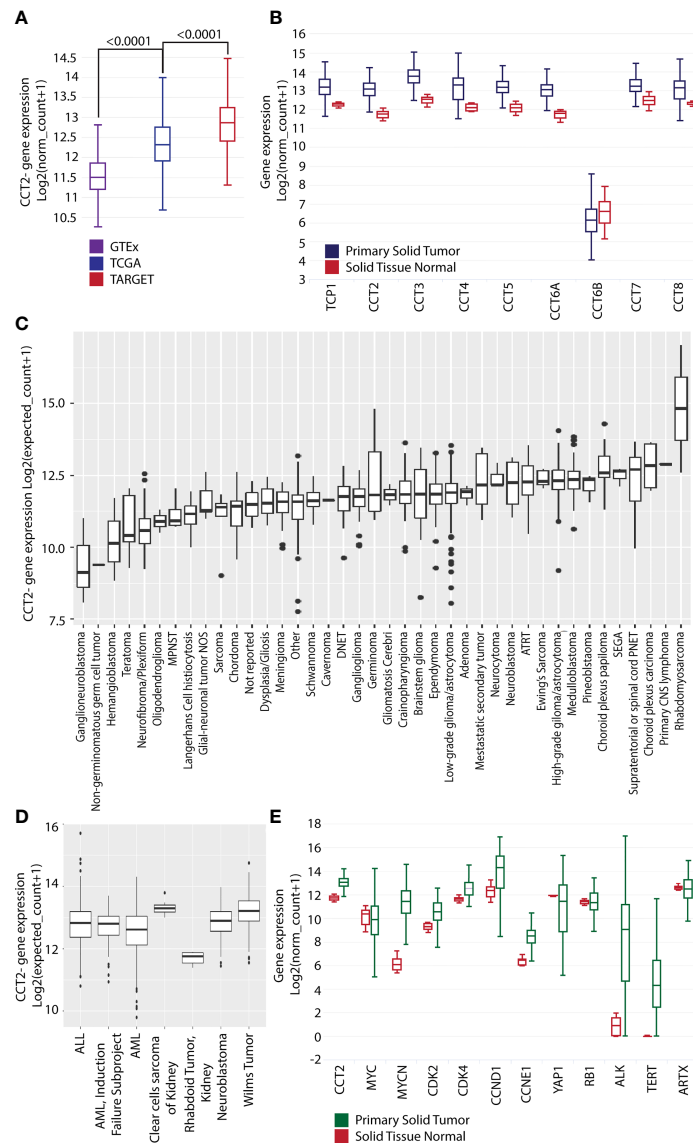 A
<0.0001
<0.0001
CCT2- gene expression
Log2(norm_count+1)
14.5
14
13.5
13
12.5
12
11.5
11
10.5
GTEx
TCGA
TARGET
B
Gene expression
Log2(norm_count+1)
16
15
14
13
12
11
10
9
8
7
6
5
4
3
Primary Solid Tumor
Solid Tissue Normal
TCP1
CCT2
CCT3
CCT4
CCT5
CCT6A
CCT6B
CCT7
CCT8
C
CCT2- gene expression Log2(expected_count+1)
15.0
12.5
10.0
7.5
Ganglioneuroblastoma
Non-germinomatous germ cell tumor
Hemangioblastoma
Teratoma
Neurofibroma/Plexiform
Oligodendroglioma
MPNST
Langerhans Cell histiocytosis
Glial-neuronal tumor NOS
Sarcoma
Chordoma
Not reported
Dysplasia/Gliosis
Meningioma
Other
Schwannoma
Cavernoma
DNET
Ganglioglioma
Germinoma
Gliomatosis Cerebri
Crainopharyngioma
Brainstem glioma
Ependymoma
Low-grade glioma/astrocytoma
Adenoma
Mestastatic secondary tumor
Neurocytoma
Neuroblastoma
ATRT
Ewing's Sarcoma
High-grade glioma/astrocytoma
Medulloblastoma
Pineoblstaoma
Choroid plexus papilloma
SEGA
Supratentorial or spinal cord PNET
Choroid plexus carcinoma
Primary CNS lymphoma
Rhabdomyosarcoma
D
CCT2- gene expression
Log2(expected_count+1)
16
14
12
10
ALL
AML, Induction
Failure Subproject
AML
Clear cells sarcoma
of Kidney
Rhabdoid Tumor,
Kidney
Neuroblastoma
Wilms Tumor
E
Gene expression
Log2(norm_count+1)
18
16
14
12
10
8
6
4
2
0
-2
CCT2
MYC
MYCN
CDK2
CDK4
CCND1
CCNE1
YAP1
RB1
ALK
TERT
ARTX
Primary Solid Tumor
Solid Tissue Normal